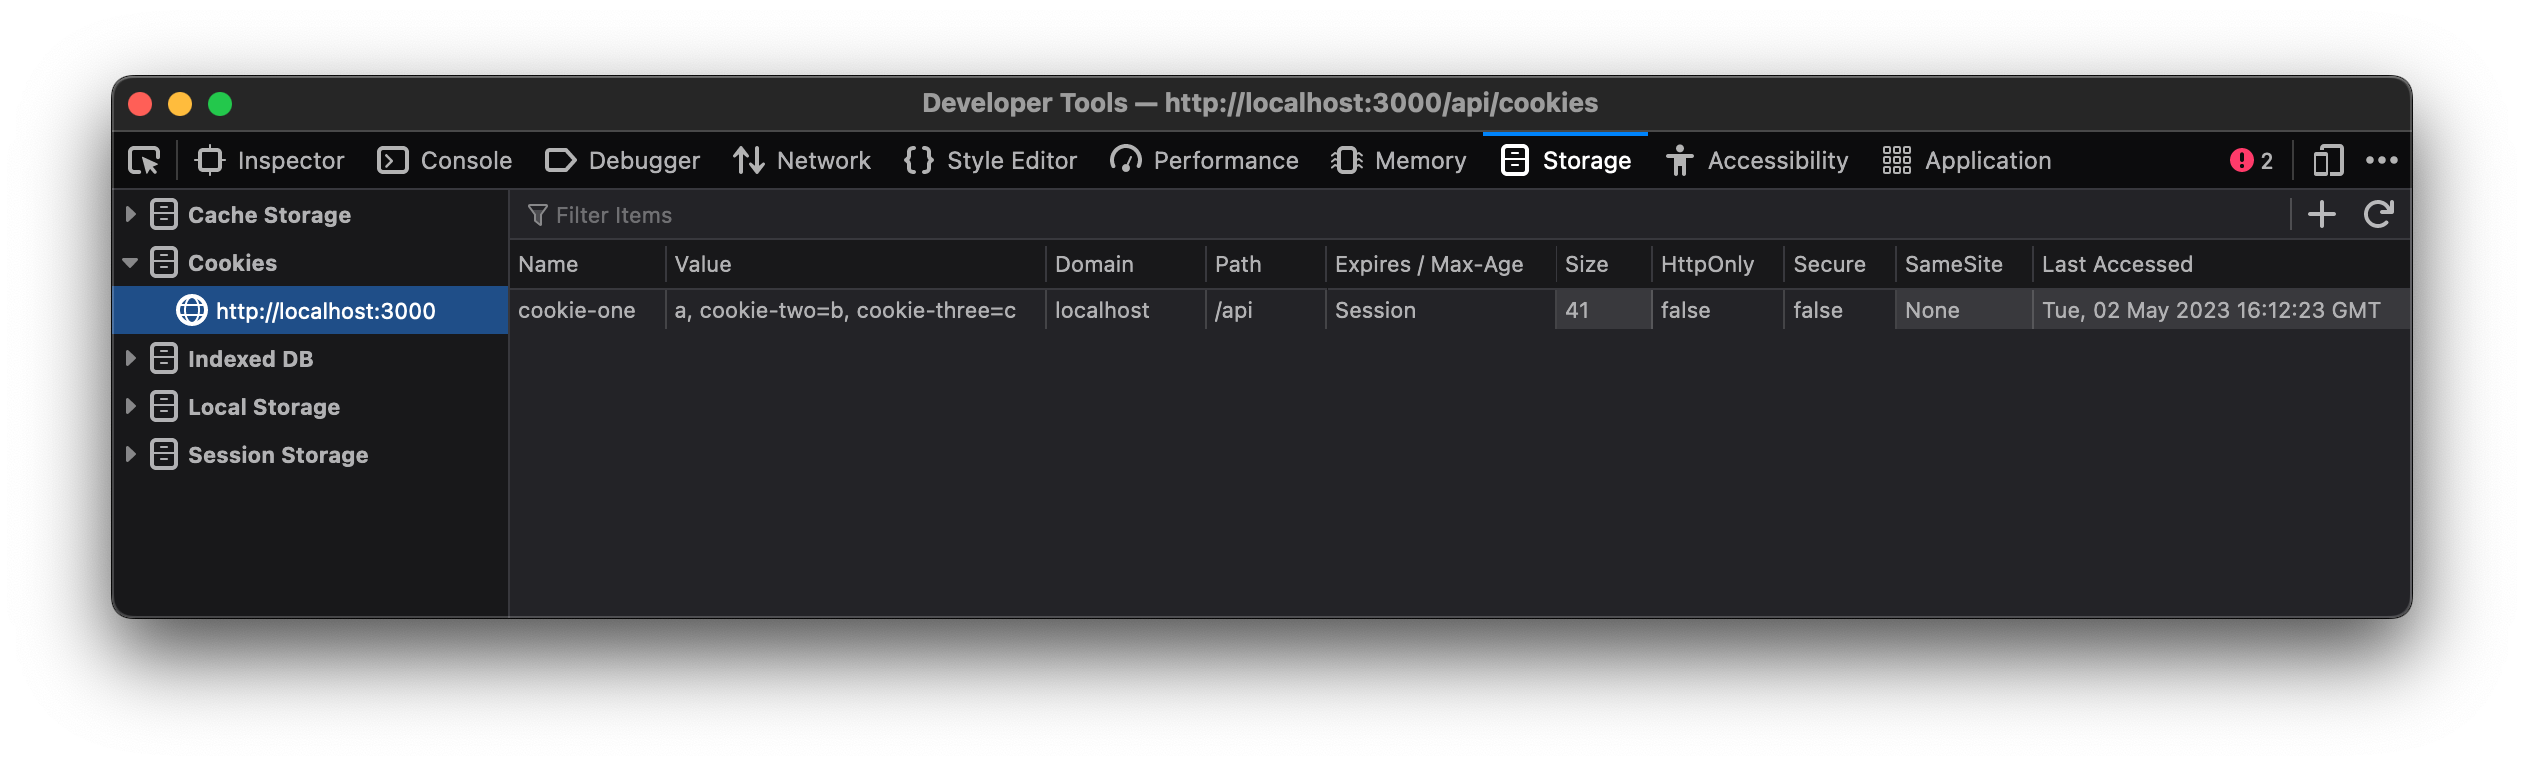 Developer Tools — http://localhost:3000/api/cookies
Inspector Console Debugger Network Style Editor Performance Memory Storage Accessibility Application 2
Cache Storage
Cookies
http://localhost:3000
Indexed DB
Local Storage
Session Storage
Filter Items
Name Value Domain Path Expires / Max-Age Size HttpOnly Secure SameSite Last Accessed
cookie-one a, cookie-two=b, cookie-three=c localhost /api Session 41 false false None Tue, 02 May 2023 16:12:23 GMT